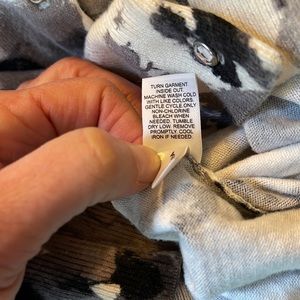 TURN GARMENT
INSIDE OUT.
MACHINE WASH COLD
WITH LIKE COLORS.
GENTLE CYCLE ONLY
NON-CHLORINE
BLEACH WHEN
NEEDED. TUMBLE
DRY LOW. REMOVE
PROMPTLY. COOL
IRON IF NEEDED.